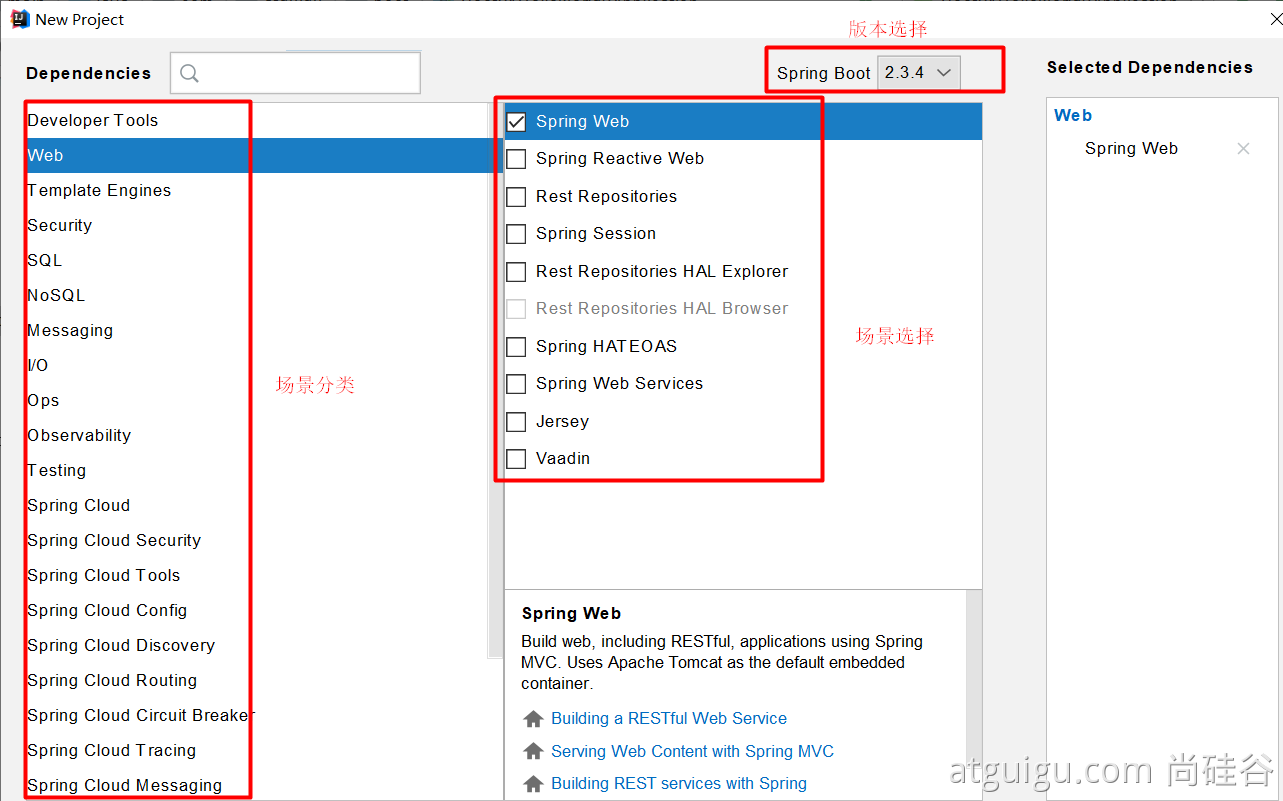 New Project
版本选择
Dependencies
Spring Boot 2.3.4
Selected Dependencies
Developer Tools
Web
Template Engines
Security
SQL
NoSQL
Messaging
I/O
Ops
Observability
Testing
Spring Cloud
Spring Cloud Security
Spring Cloud Tools
Spring Cloud Config
Spring Cloud Discovery
Spring Cloud Routing
Spring Cloud Circuit Breaker
Spring Cloud Tracing
Spring Cloud Messaging
场景分类
Spring Web
Spring Reactive Web
Rest Repositories
Spring Session
Rest Repositories HAL Explorer
Rest Repositories HAL Browser
Spring HATEOAS
Spring Web Services
Jersey
Vaadin
场景选择
Spring Web
Build web, including RESTful, applications using Spring
MVC. Uses Apache Tomcat as the default embedded
container.
Building a RESTful Web Service
Serving Web Content with Spring MVC
Building REST services with Spring
Web
Spring Web
atguigu.com 尚硅谷